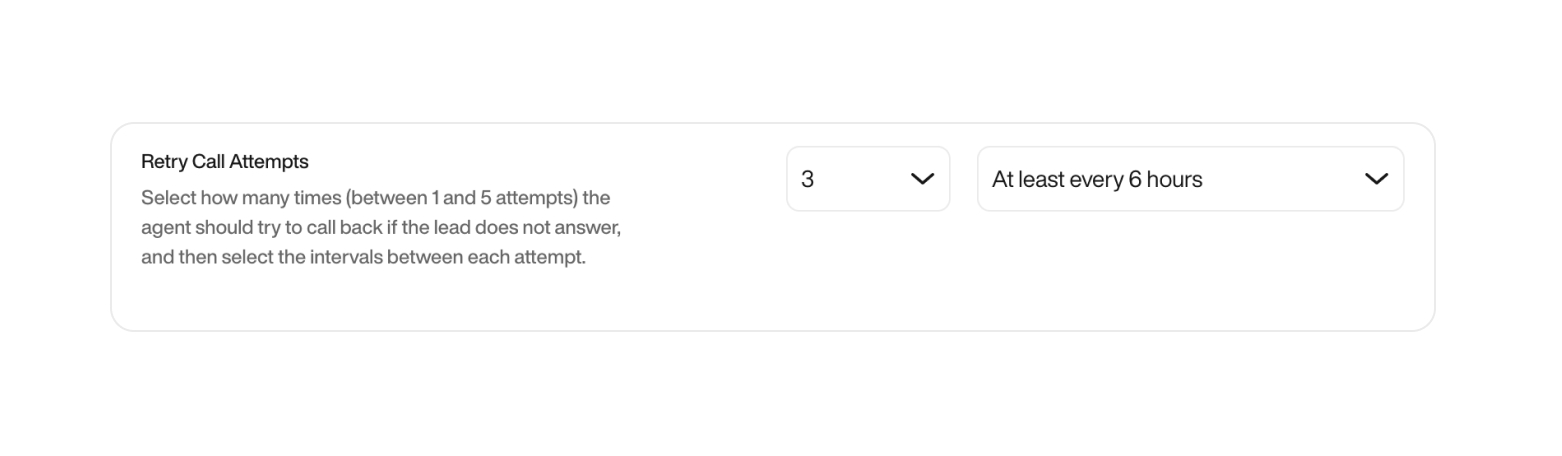 Retry Call Attempts
Select how many times (between 1 and 5 attempts) the
agent should try to call back if the lead does not answer,
and then select the intervals between each attempt.
3
At least every 6 hours